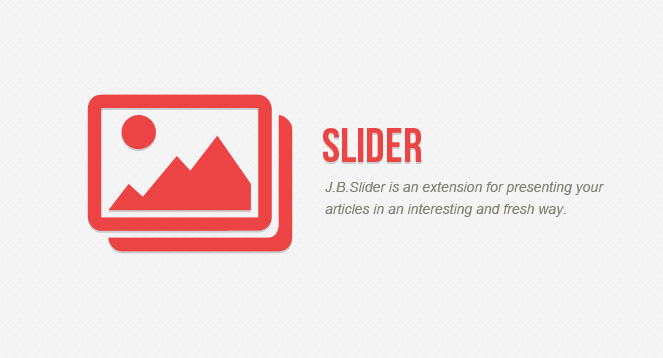 SLIDER
J.B.Slider is an extension for presenting your
articles in an interesting and fresh way.